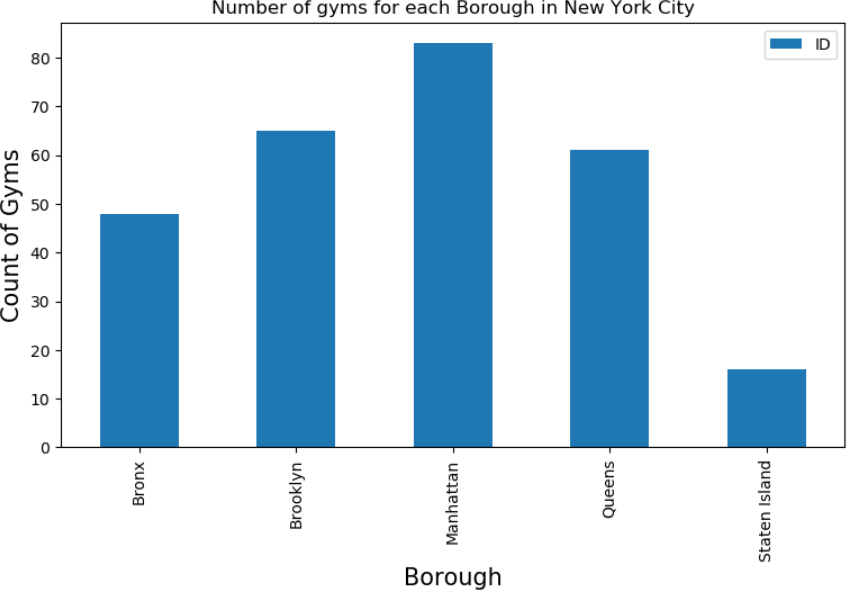 Number of gyms for each Borough in New York City
ID
Count of Gyms
80
70
60
50
40
30
20
10
0
Bronx
Brooklyn
Manhattan
Queens
Staten Island
Borough